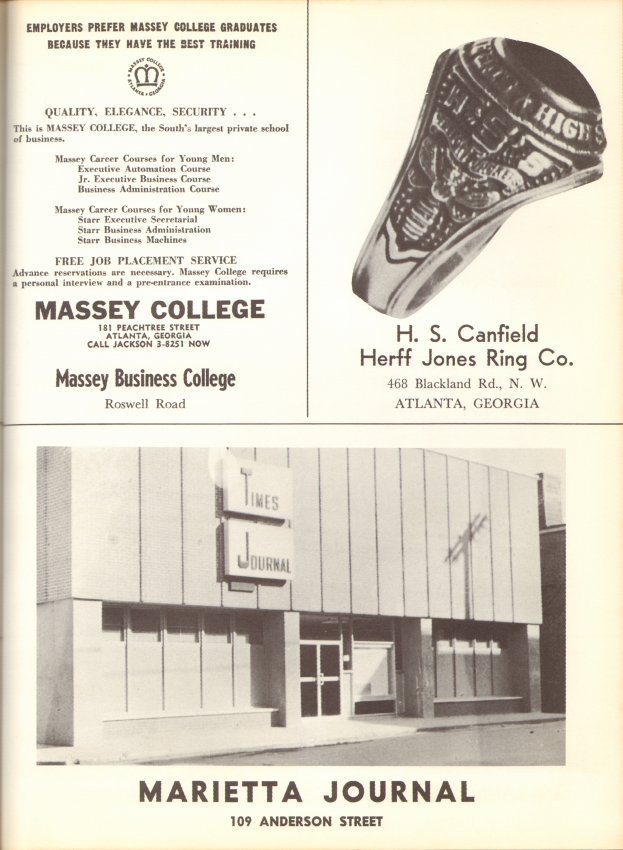 EMPLOYERS PREFER MASSEY COLLEGE GRADUATES
BECAUSE THEY HAVE THE BEST TRAINING
MASSEY COLLEGE
ATLANTA, GEORGIA
QUALITY, ELEGANCE, SECURITY . . .
This is MASSEY COLLEGE, the South's largest private school
of business.
Massey Career Courses for Young Men:
Executive Automation Course
Jr. Executive Business Course
Business Administration Course
Massey Career Courses for Young Women:
Starr Executive Secretarial
Starr Business Administration
Starr Business Machines
FREE JOB PLACEMENT SERVICE
Advance reservations are necessary. Massey College requires
a personal interview and a pre-entrance examination.
MASSEY COLLEGE
181 PEACHTREE STREET
ATLANTA, GEORGIA
CALL JACKSON 3-8251 NOW
Massey Business College
Roswell Road
HIGH
H. S. Canfield
Herff Jones Ring Co.
468 Blackland Rd., N. W.
ATLANTA, GEORGIA
TIMES
JOURNAL
MARIETTA JOURNAL
109 ANDERSON STREET